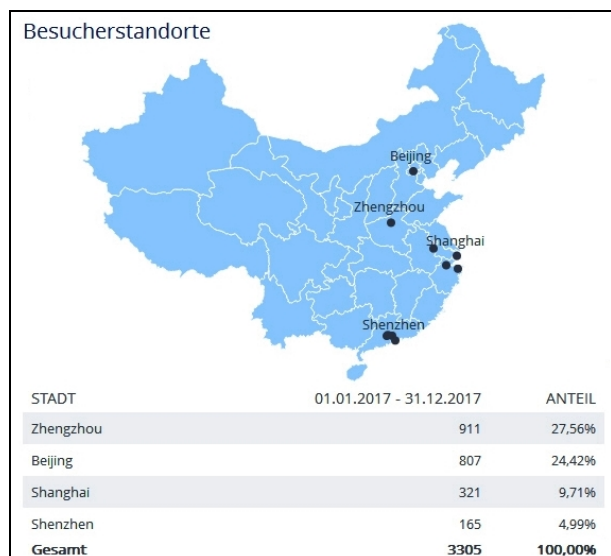 Besucherstandorte
Beijing
Zhengzhou
Shanghai
Shenzhen
STADT 01.01.2017 - 31.12.2017 ANTEIL
Zhengzhou 911 27,56%
Beijing 807 24,42%
Shanghai 321 9,71%
Shenzhen 165 4,99%
Gesamt 3305 100,00%